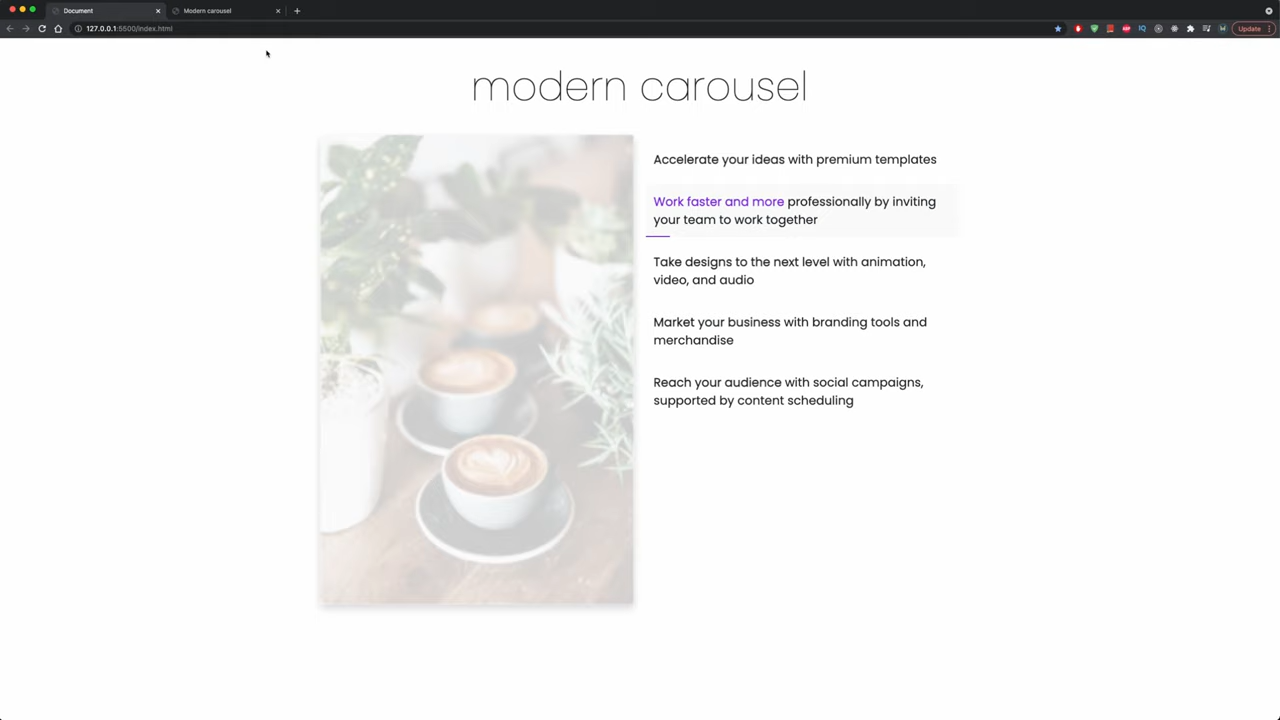 Document
Modern carousel
127.0.0.1:5500/index.html
Update
modern carousel
Accelerate your ideas with premium templates
Work faster and more professionally by inviting
your team to work together
Take designs to the next level with animation,
video, and audio
Market your business with branding tools and
merchandise
Reach your audience with social campaigns,
supported by content scheduling